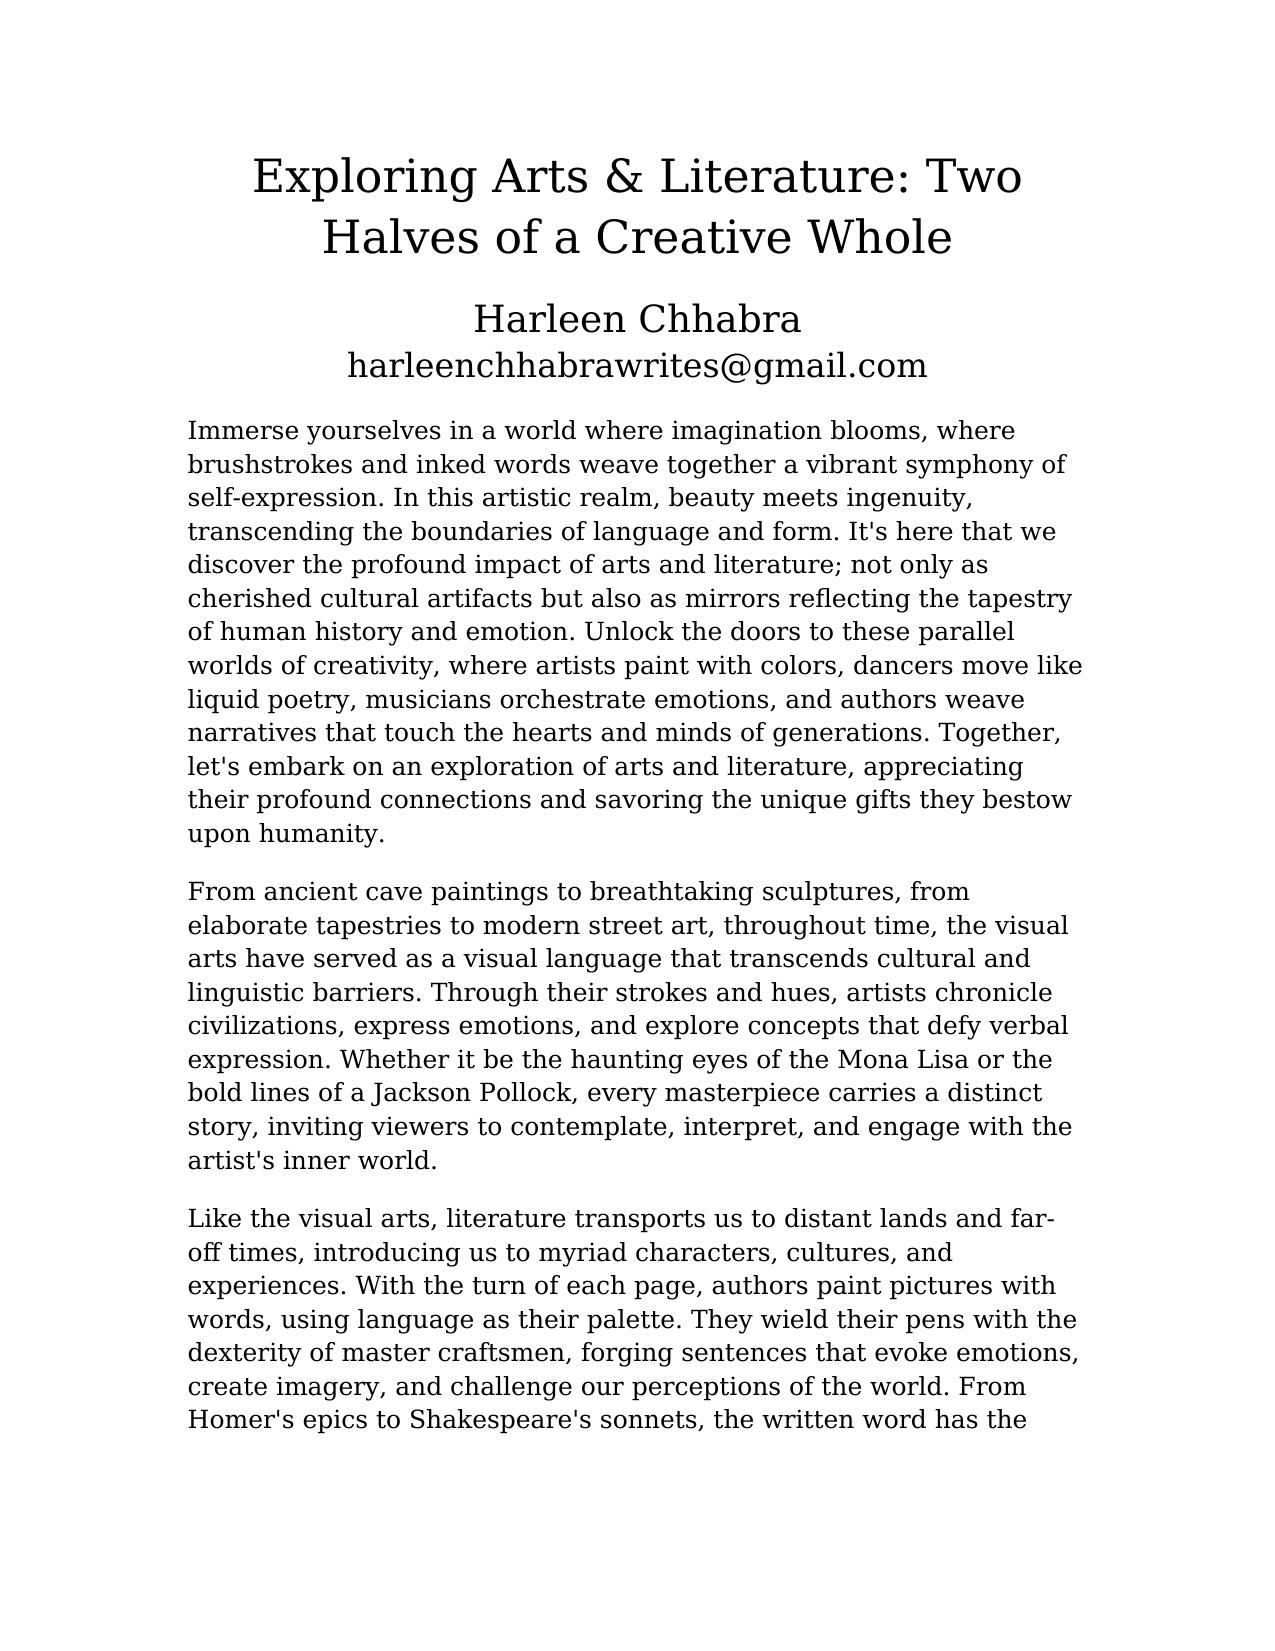 Exploring Arts & Literature: Two
Halves of a Creative Whole
Harleen Chhabra
harleenchhabrawrites@gmail.com
Immerse yourselves in a world where imagination blooms, where
brushstrokes and inked words weave together a vibrant symphony of
self-expression. In this artistic realm, beauty meets ingenuity,
transcending the boundaries of language and form. It's here that we
discover the profound impact of arts and literature; not only as
cherished cultural artifacts but also as mirrors reflecting the tapestry
of human history and emotion. Unlock the doors to these parallel
worlds of creativity, where artists paint with colors, dancers move like
liquid poetry, musicians orchestrate emotions, and authors weave
narratives that touch the hearts and minds of generations. Together,
let's embark on an exploration of arts and literature, appreciating
their profound connections and savoring the unique gifts they bestow
upon humanity.
From ancient cave paintings to breathtaking sculptures, from
elaborate tapestries to modern street art, throughout time, the visual
arts have served as a visual language that transcends cultural and
linguistic barriers. Through their strokes and hues, artists chronicle
civilizations, express emotions, and explore concepts that defy verbal
expression. Whether it be the haunting eyes of the Mona Lisa or the
bold lines of a Jackson Pollock, every masterpiece carries a distinct
story, inviting viewers to contemplate, interpret, and engage with the
artist's inner world.
Like the visual arts, literature transports us to distant lands and far-
off times, introducing us to myriad characters, cultures, and
experiences. With the turn of each page, authors paint pictures with
words, using language as their palette. They wield their pens with the
dexterity of master craftsmen, forging sentences that evoke emotions,
create imagery, and challenge our perceptions of the world. From
Homer's epics to Shakespeare's sonnets, the written word has the